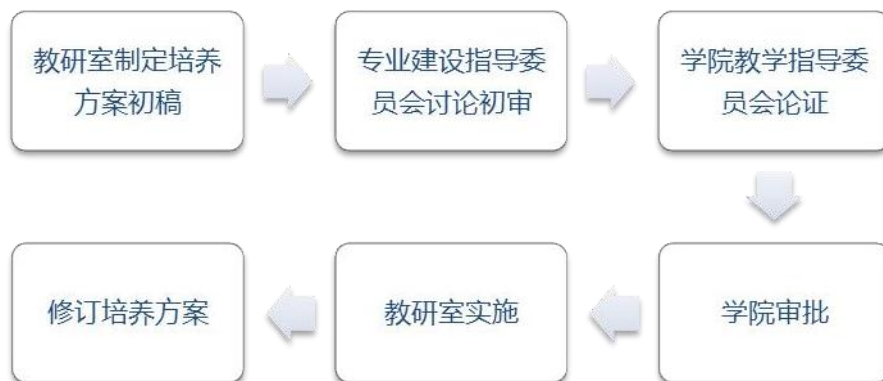 教研室制定培养
方案初稿
专业建设指导委
员会讨论初审
学院教学指导委
员会论证
学院审批
教研室实施
修订培养方案